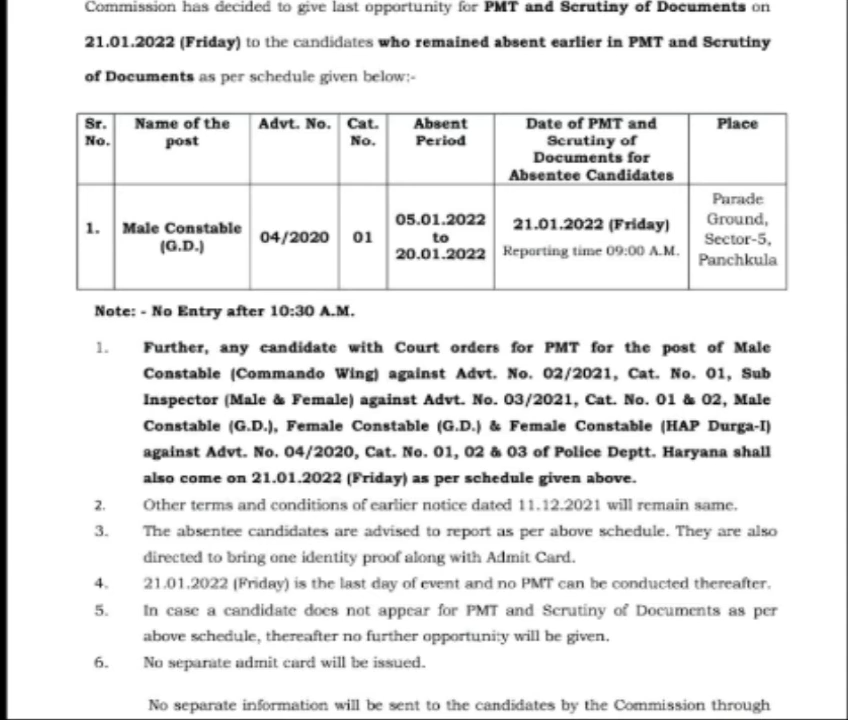 Commission has decided to give last opportunity for PMT and Scrutiny of Documents on
21.01.2022 (Friday) to the candidates who remained absent earlier in PMT and Scrutiny
of Documents as per schedule given below:-
Sr. No. Name of the post Advt. No. Cat. No. Absent Period Date of PMT and Scrutiny of Documents for Absentee Candidates Place
1. Male Constable (G.D.) 04/2020 01 05.01.2022 to 20.01.2022 21.01.2022 (Friday) Reporting time 09:00 A.M. Parade Ground, Sector-5, Panchkula
Note: - No Entry after 10:30 A.M.
1. Further, any candidate with Court orders for PMT for the post of Male
Constable (Commando Wing) against Advt. No. 02/2021, Cat. No. 01, Sub
Inspector (Male & Female) against Advt. No. 03/2021, Cat. No. 01 & 02, Male
Constable (G.D.), Female Constable (G.D.) & Female Constable (HAP Durga-I)
against Advt. No. 04/2020, Cat. No. 01, 02 & 03 of Police Deptt. Haryana shall
also come on 21.01.2022 (Friday) as per schedule given above.
2. Other terms and conditions of earlier notice dated 11.12.2021 will remain same.
3. The absentee candidates are advised to report as per above schedule. They are also
directed to bring one identity proof along with Admit Card.
4. 21.01.2022 (Friday) is the last day of event and no PMT can be conducted thereafter.
5. In case a candidate does not appear for PMT and Scrutiny of Documents as per
above schedule, thereafter no further opportunity will be given.
6. No separate admit card will be issued.
No separate information will be sent to the candidates by the Commission through